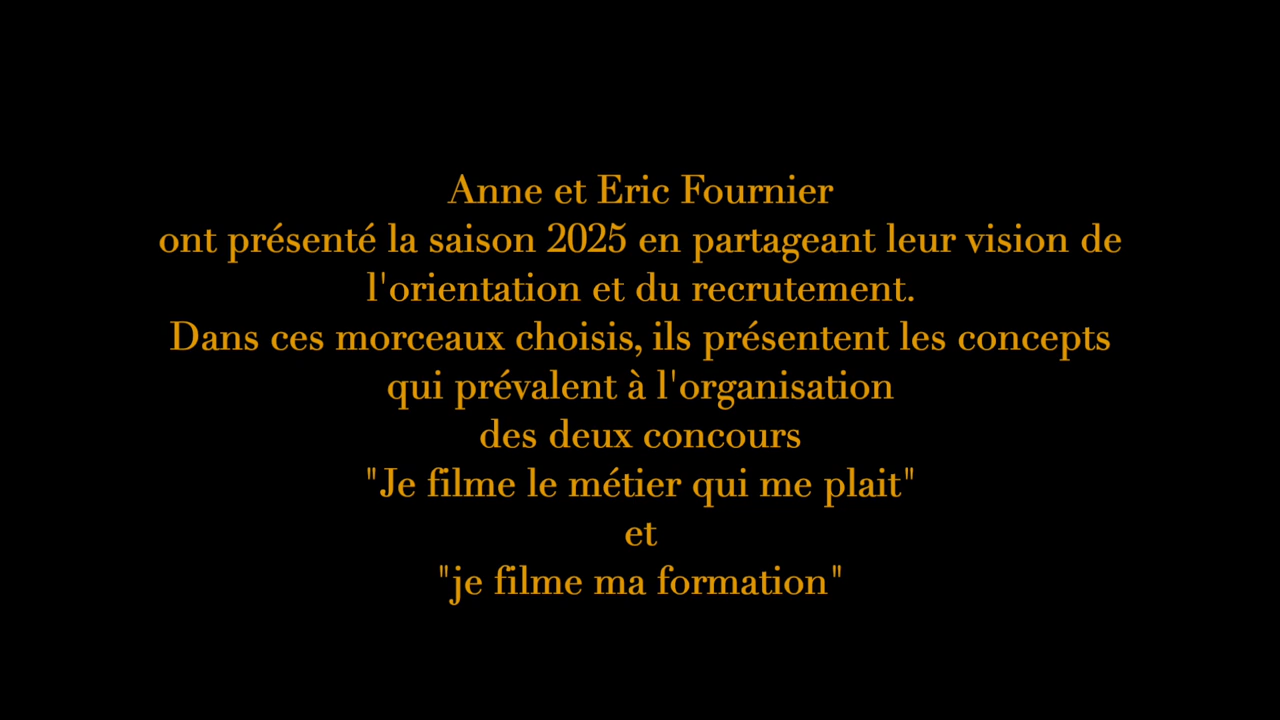 Anne et Eric Fournier
ont présenté la saison 2025 en partageant leur vision de
l'orientation et du recrutement.
Dans ces morceaux choisis, ils présentent les concepts
qui prévalent à l'organisation
des deux concours
"Je filme le métier qui me plait"
et
"je filme ma formation"